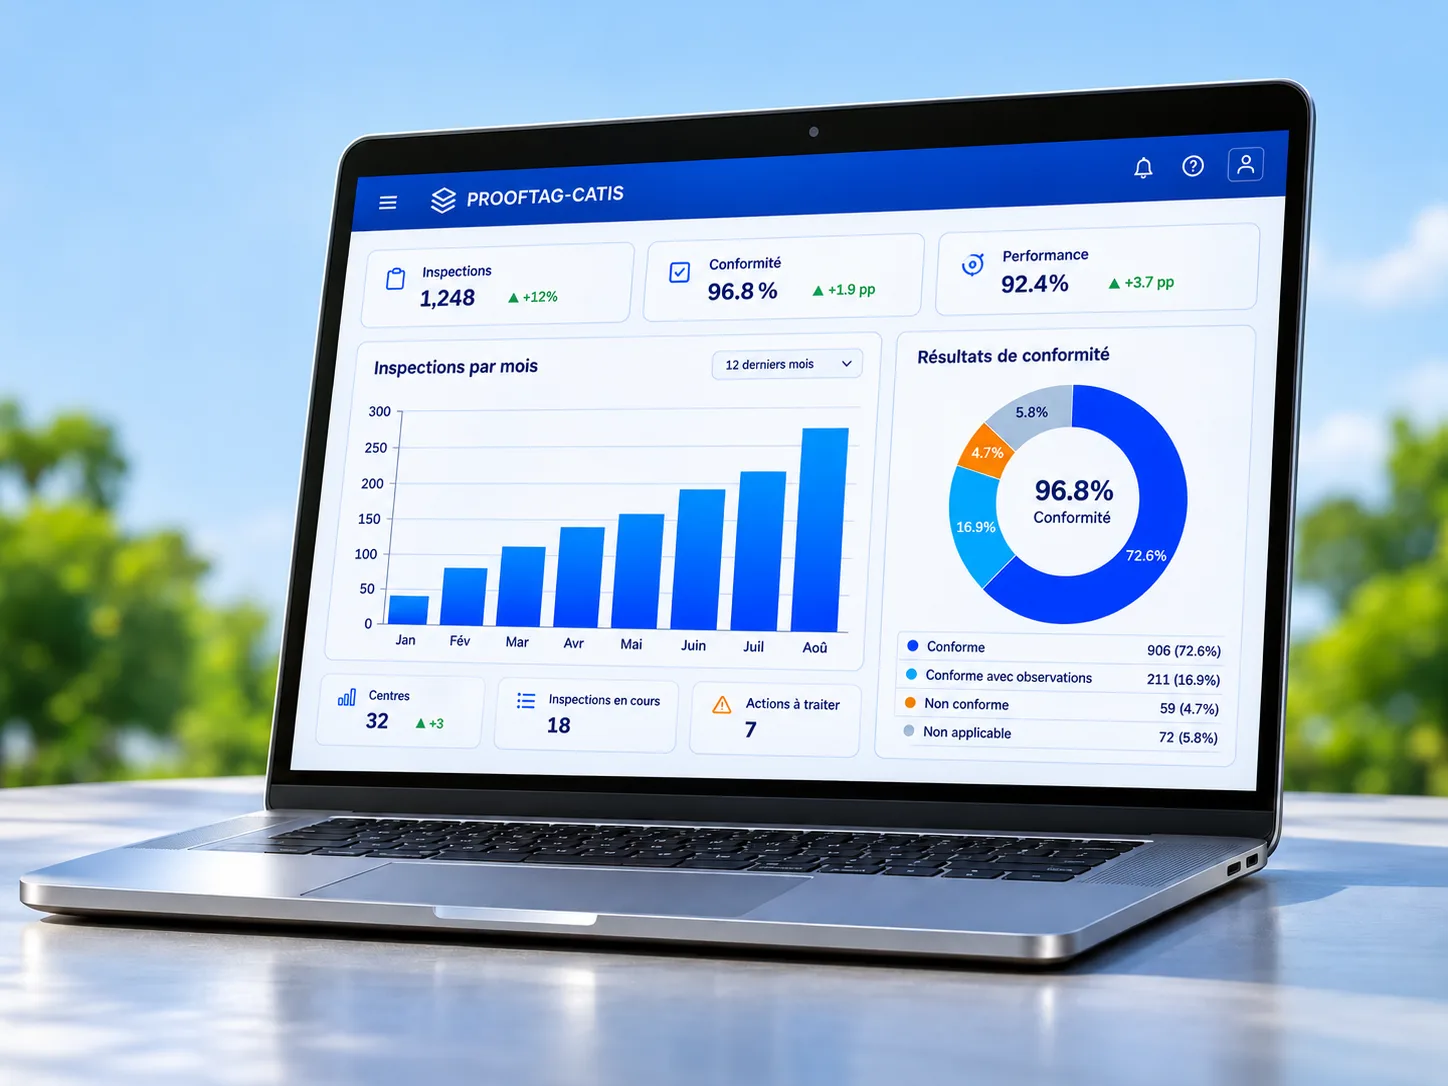 PROOFTAG-CATIS
Inspections
1,248
+12%
Conformité
96.8 %
+1.9 pp
Performance
92.4%
+3.7 pp
Inspections par mois
12 derniers mois
300
250
200
150
100
50
0
Jan
Fév
Mar
Avr
Mai
Juin
Juil
Aoû
Résultats de conformité
5.8%
4.7%
16.9%
72.6%
96.8%
Conformité
Conforme 906 (72.6%)
Conforme avec observations 211 (16.9%)
Non conforme 59 (4.7%)
Non applicable 72 (5.8%)
Centres
32
+3
Inspections en cours
18
Actions à traiter
7